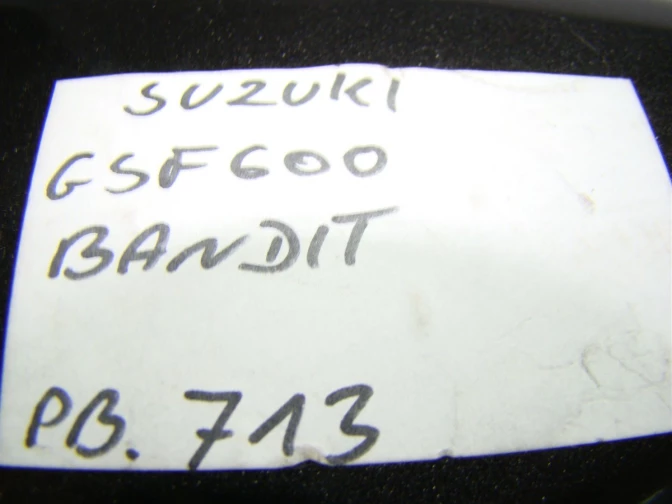 SUZUKI
GSF600
BANDIT
PB. 713